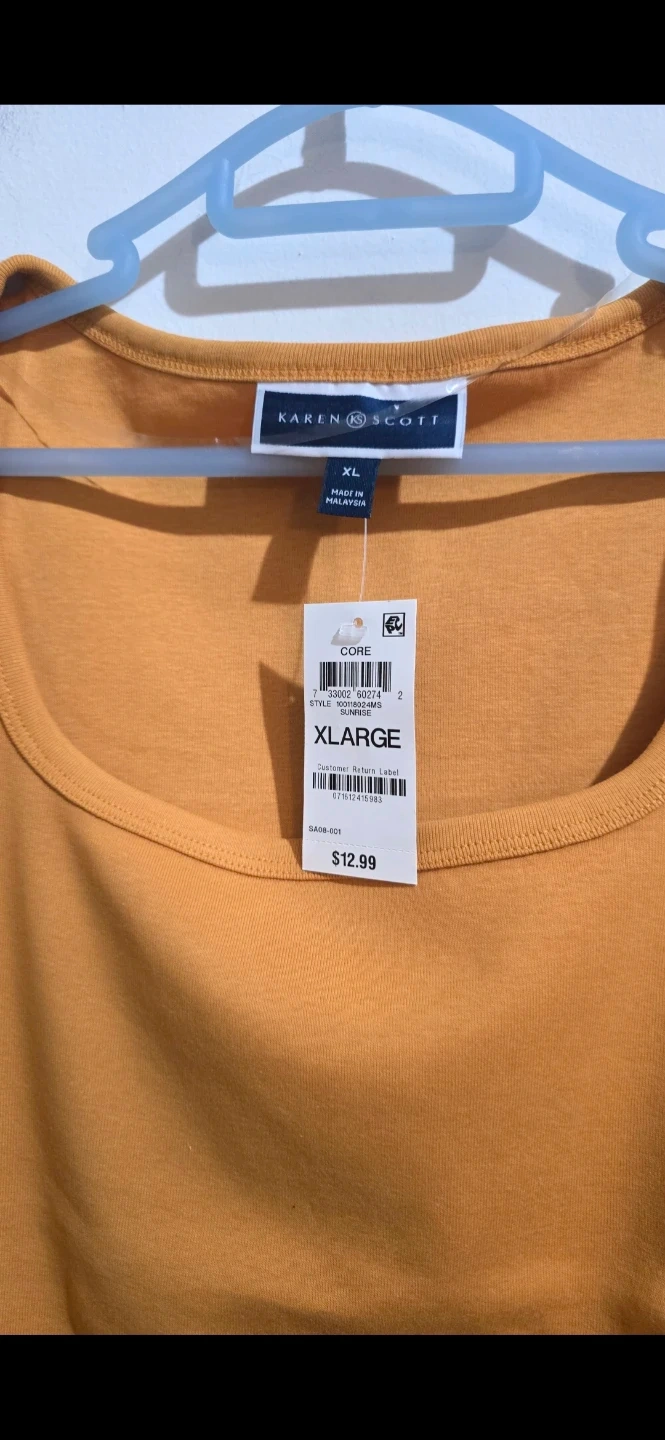 KAREN KS SCOTT
XL
MADE IN
MALAYSIA
CORE
7 33002 60274 2
STYLE 100118024MS
SUNRISE
XLARGE
Customer Return Label
071612415983
SA08-001
$12.99